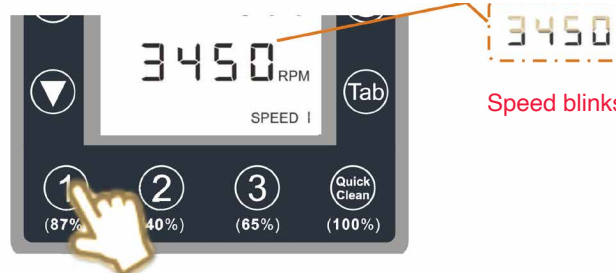 3450 RPM
3450
Tab
Speed blinks
SPEED 1
1 2 3 Quick Clean
(87% 40%) (65%) (100%)